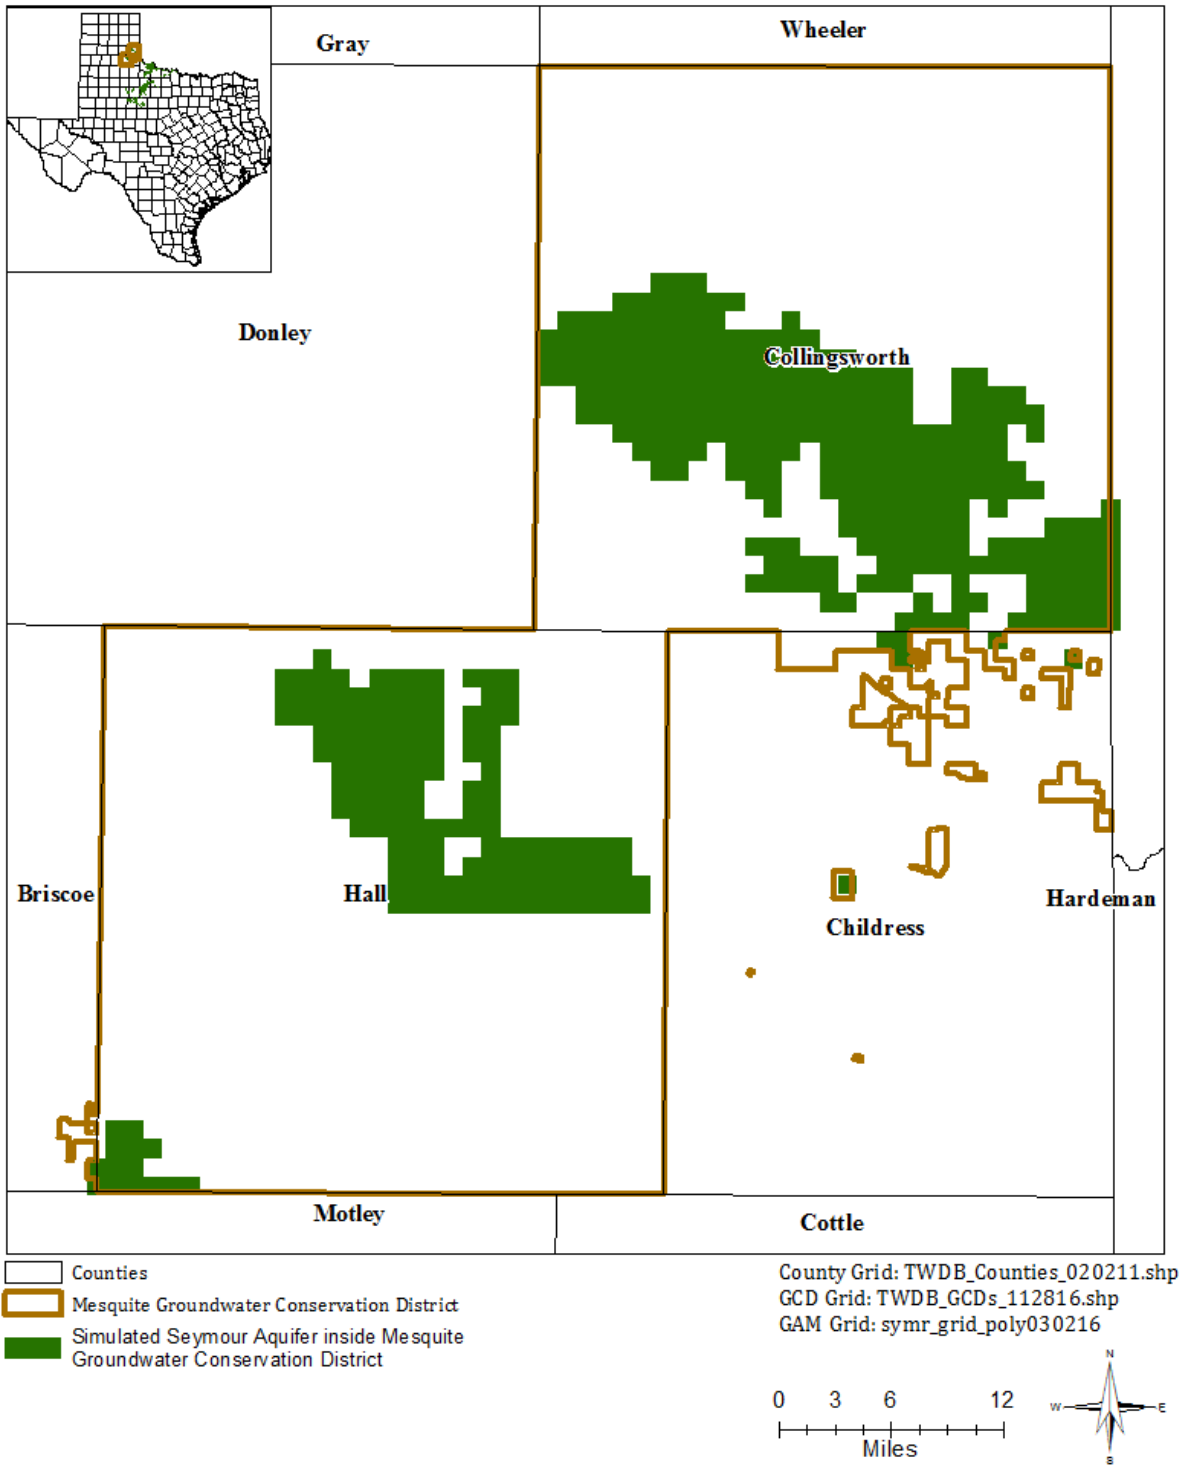 Gray
Wheeler
Donley
Collingsworth
Briscoe
Hall
Childress
Hardeman
Motley
Cottle
Counties
Mesquite Groundwater Conservation District
Simulated Seymour Aquifer inside Mesquite
Groundwater Conservation District
County Grid: TWDB_Counties_020211.shp
GCD Grid: TWDB_GCDs_112816.shp
GAM Grid: symr_grid_poly030216
0 3 6 12
Miles
N
W E
S